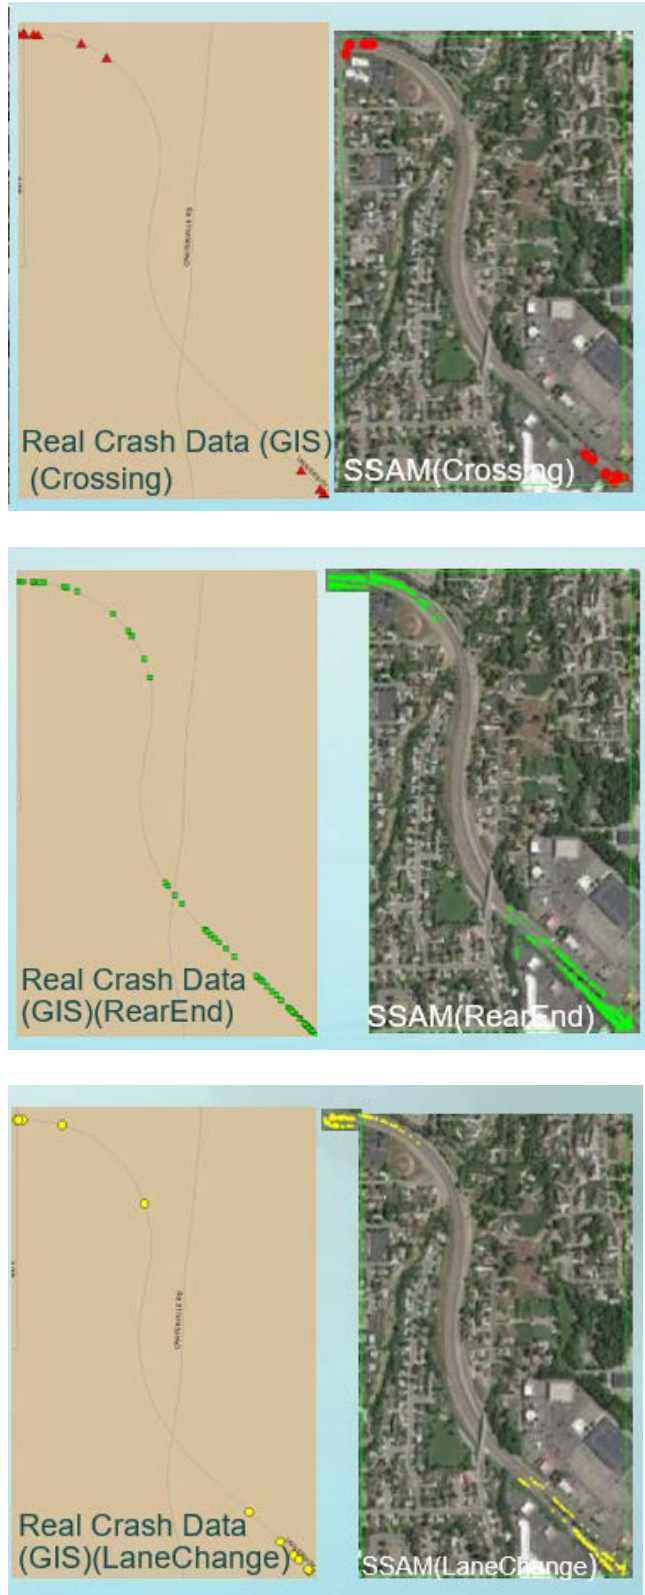 Real Crash Data (GIS)
(Crossing)
SSAM(Crossing)
Real Crash Data
(GIS)(RearEnd)
SSAM(RearEnd)
Real Crash Data
(GIS)(LaneChange)
SSAM(LaneChange)